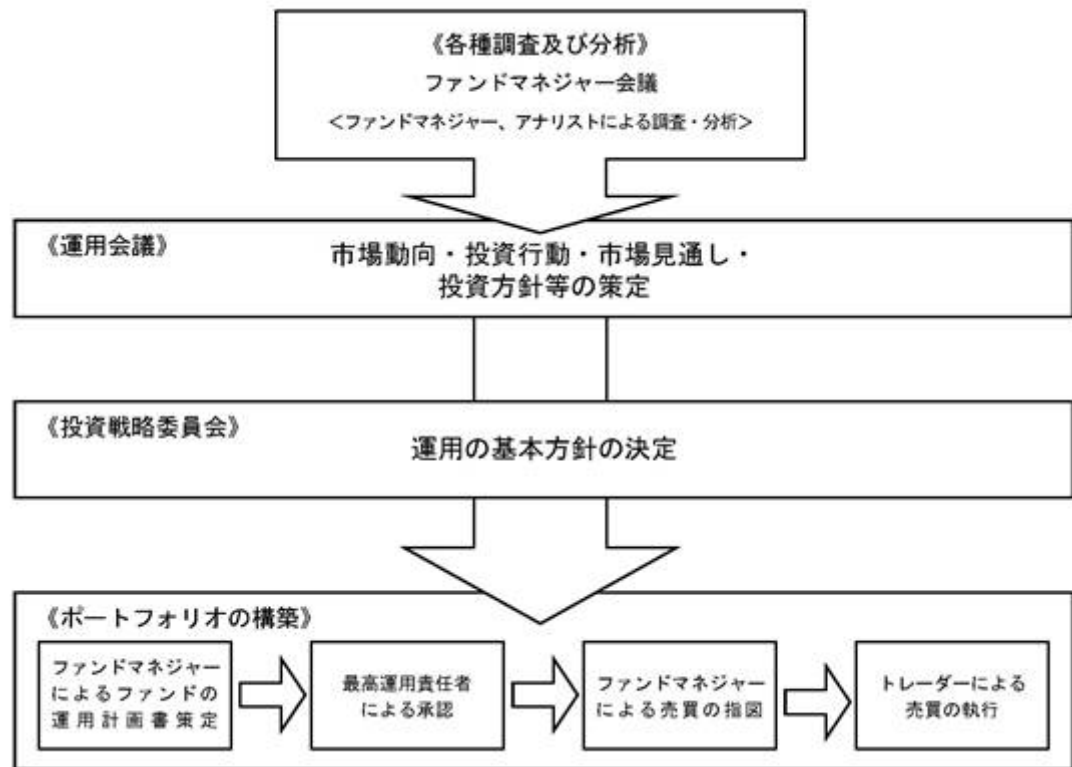 《各種調査及び分析》
ファンドマネジャー会議
<ファンドマネジャー、アナリストによる調査・分析>
《運用会議》
市場動向・投資行動・市場見通し・
投資方針等の策定
《投資戦略委員会》
運用の基本方針の決定
《ポートフォリオの構築》
ファンドマネジャー
によるファンドの
運用計画書策定
最高運用責任者
による承認
ファンドマネジャー
による売買の指図
トレーダーによる
売買の執行